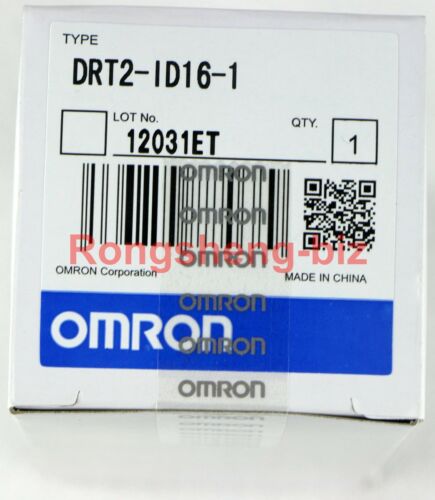 TYPE
DRT2-ID16-1
LOT No.
12031ET
QTY.
1
OMRON
OMRON
Rongsheng-biz
OMRON
OMRON Corporation
MADE IN CHINA
OMRON
OMRON
OMRON
OMRON